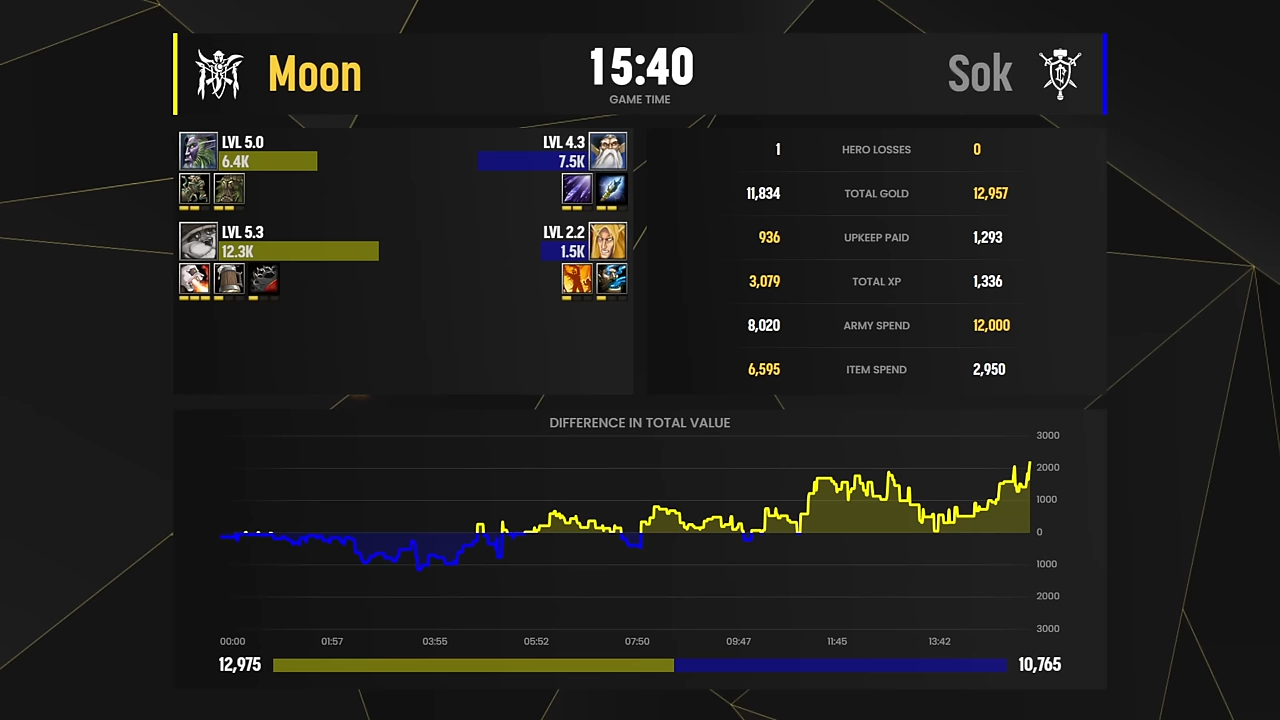 Moon
15:40
GAME TIME
Sok
LVL 5.0
6.4K
LVL 4.3
7.5K
LVL 5.3
12.3K
LVL 2.2
1.5K
1 HERO LOSSES 0
11,834 TOTAL GOLD 12,957
936 UPKEEP PAID 1,293
3,079 TOTAL XP 1,336
8,020 ARMY SPEND 12,000
6,595 ITEM SPEND 2,950
DIFFERENCE IN TOTAL VALUE
3000
2000
1000
0
1000
2000
3000
00:00 01:57 03:55 05:52 07:50 09:47 11:45 13:42
12,975 10,765